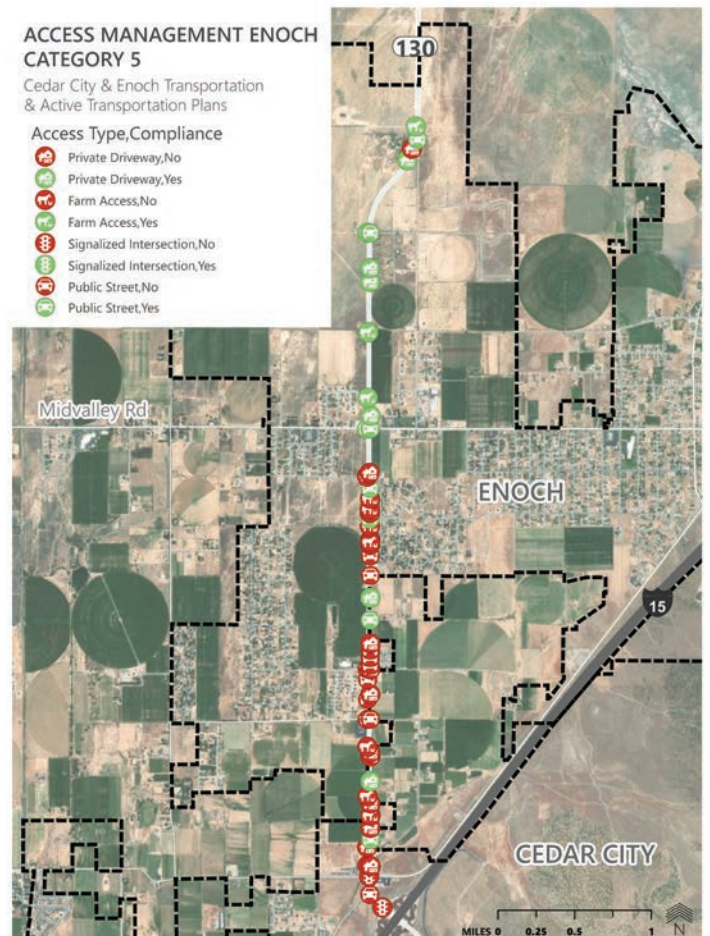 ACCESS MANAGEMENT ENOCH
CATEGORY 5
Cedar City & Enoch Transportation
& Active Transportation Plans
Access Type,Compliance
Private Driveway,No
Private Driveway,Yes
Farm Access,No
Farm Access,Yes
Signalized Intersection,No
Signalized Intersection,Yes
Public Street,No
Public Street,Yes
130
Midvalley Rd
ENOCH
15
CEDAR CITY
MILES 0 0.25 0.5 1
N